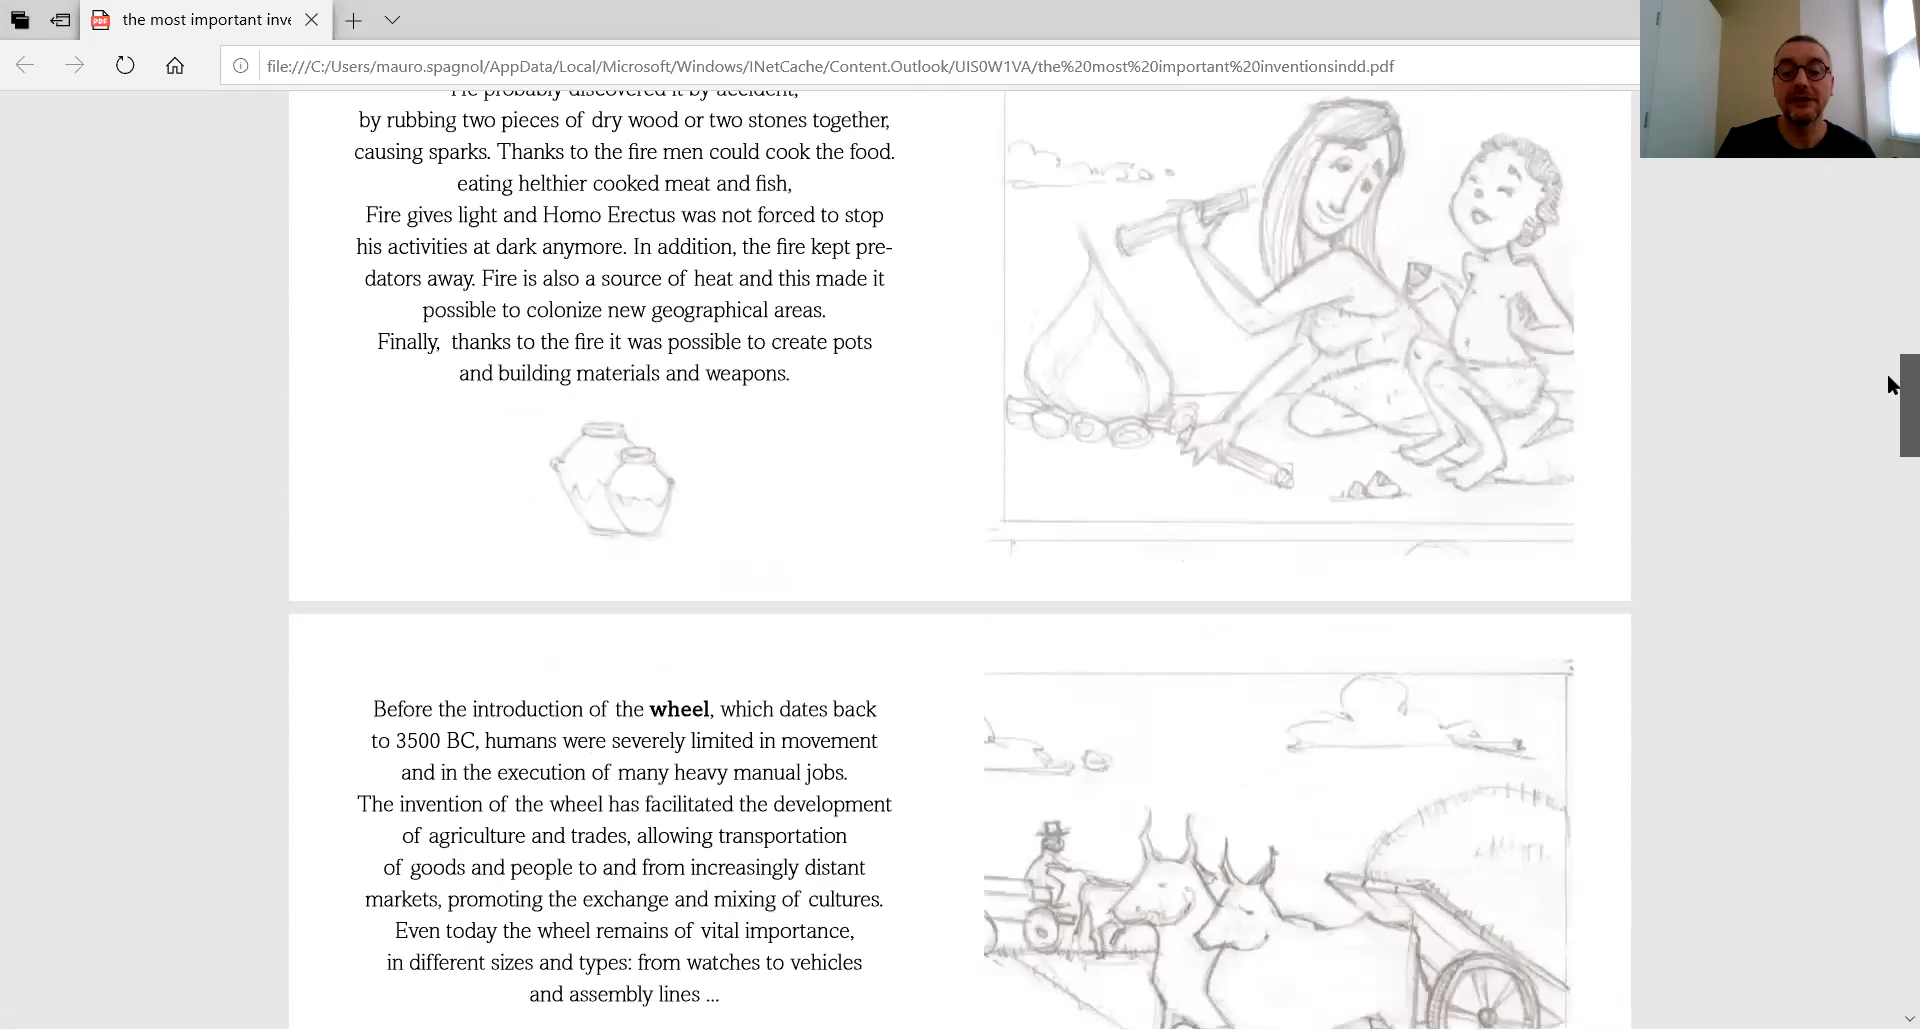 the most important inve
file:///C:/Users/mauro.spagnol/AppData/Local/Microsoft/Windows/INetCache/Content.Outlook/UIS0W1VA/the%20most%20important%20inventionsindd.pdf
He probably discovered it by accident,
by rubbing two pieces of dry wood or two stones together,
causing sparks. Thanks to the fire men could cook the food.
eating helthier cooked meat and fish,
Fire gives light and Homo Erectus was not forced to stop
his activities at dark anymore. In addition, the fire kept pre-
dators away. Fire is also a source of heat and this made it
possible to colonize new geographical areas.
Finally, thanks to the fire it was possible to create pots
and building materials and weapons.
Before the introduction of the wheel, which dates back
to 3500 BC, humans were severely limited in movement
and in the execution of many heavy manual jobs.
The invention of the wheel has facilitated the development
of agriculture and trades, allowing transportation
of goods and people to and from increasingly distant
markets, promoting the exchange and mixing of cultures.
Even today the wheel remains of vital importance,
in different sizes and types: from watches to vehicles
and assembly lines ...